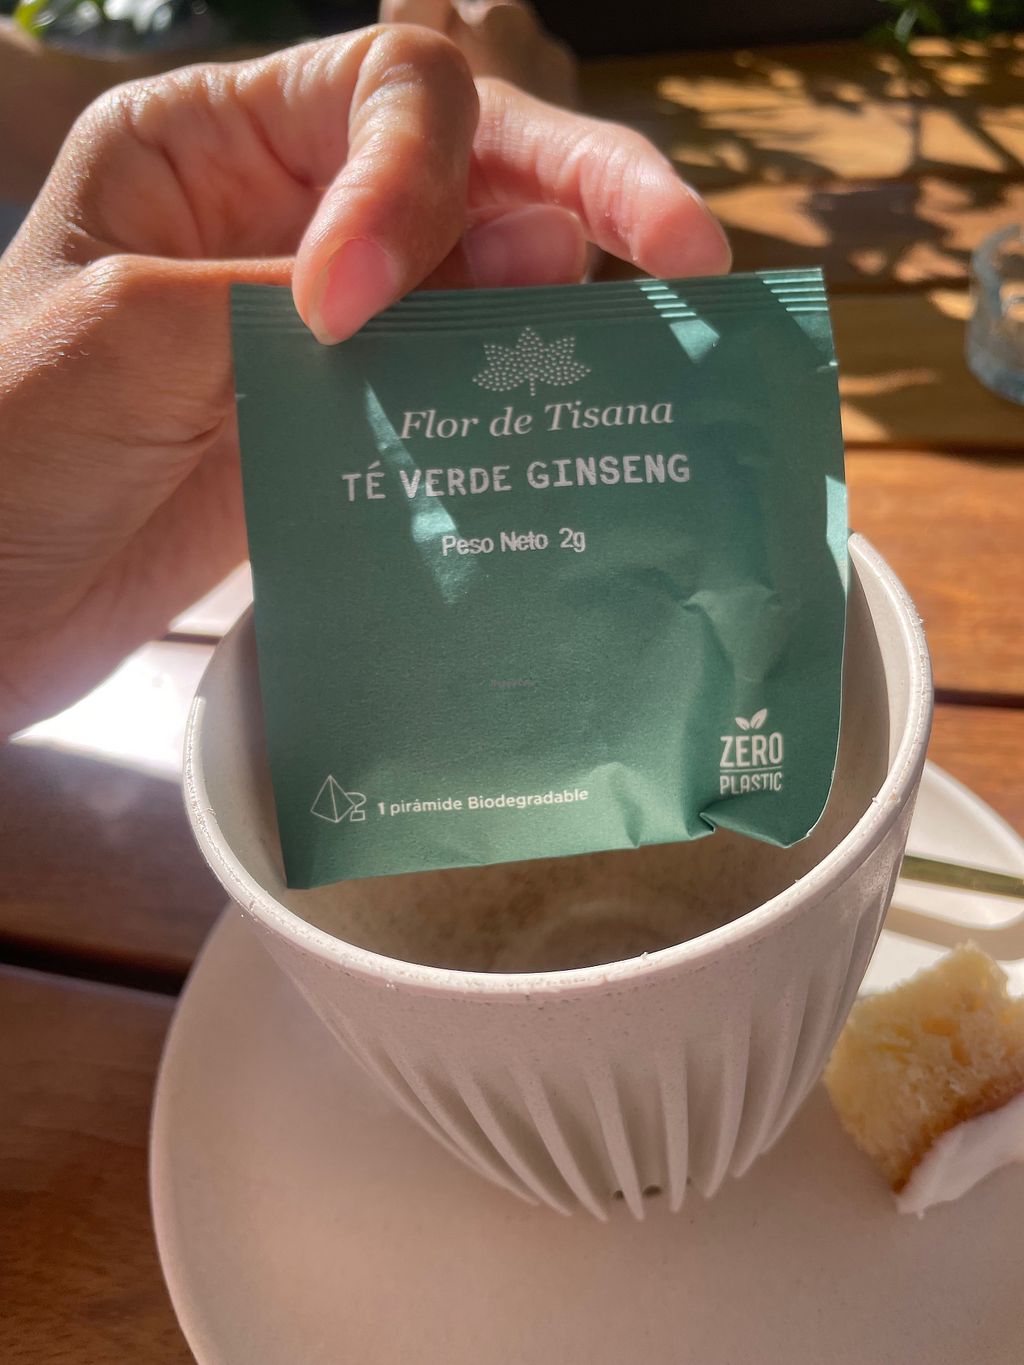 Flor de Tisana
TÉ VERDE GINSENG
Peso Neto 2g
ZERO
PLASTIC
1 pirámide Biodegradable